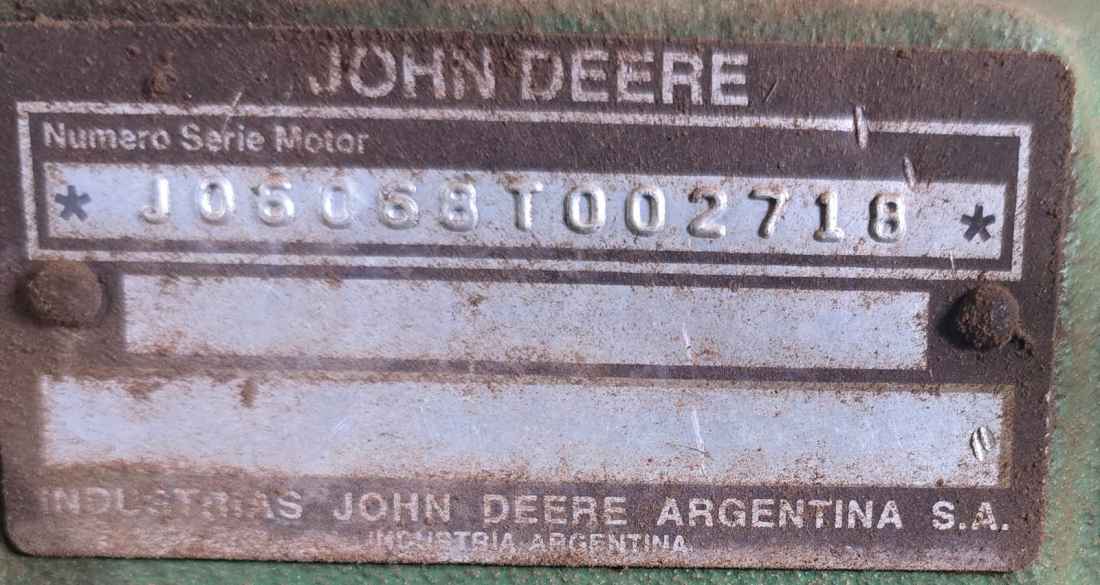 JOHN DEERE
Numero Serie Motor
* J06068T002718 *
INDUSTRIAS JOHN DEERE ARGENTINA S.A.
INDUSTRIA ARGENTINA